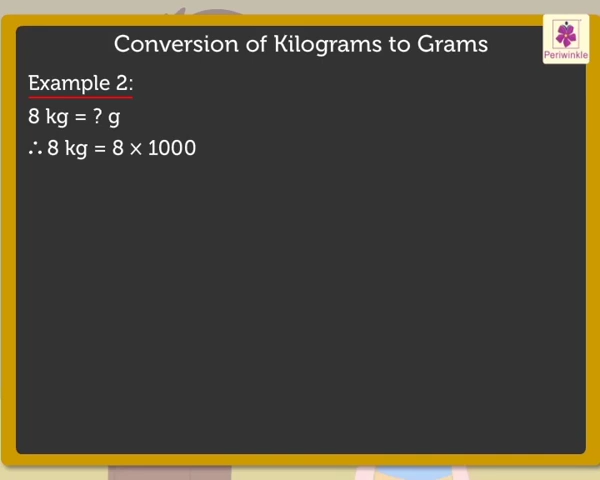 Conversion of Kilograms to Grams
Periwinkle
Example 2:
8 kg = ? g
∴ 8 kg = 8 × 1000